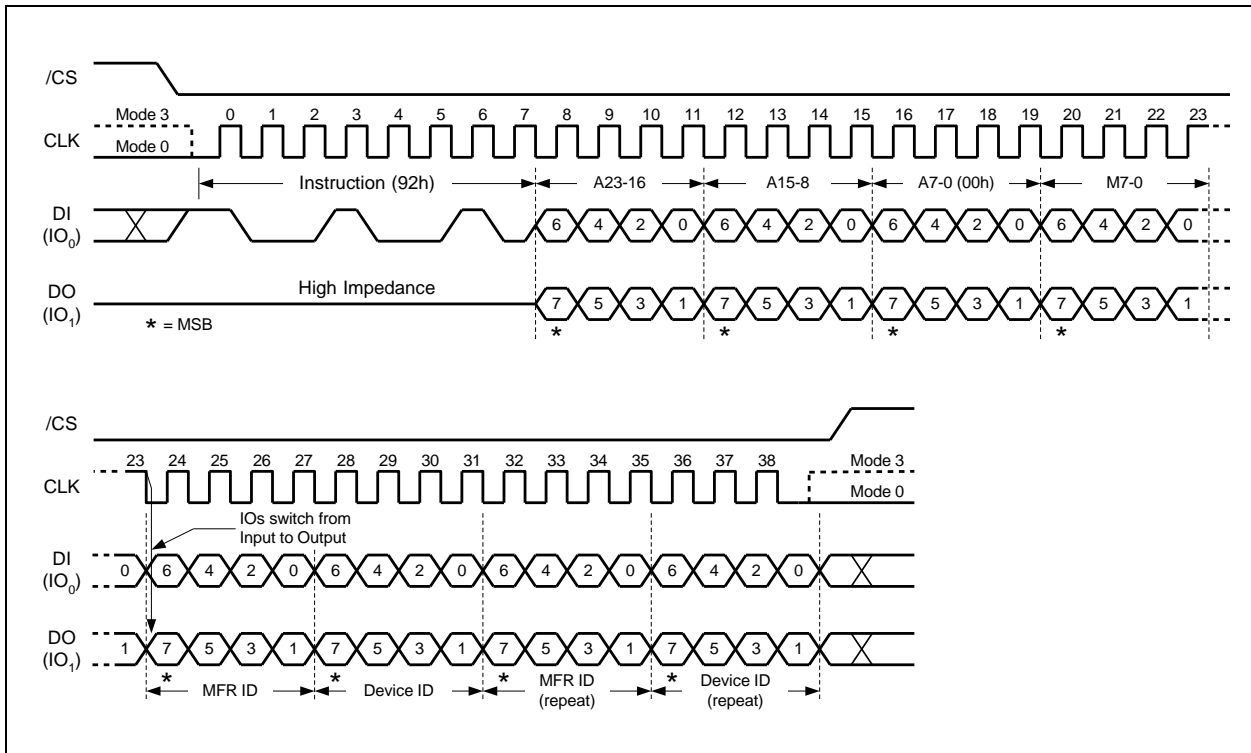 /CS
Mode 3
0 1 2 3 4 5 6 7 8 9 10 11 12 13 14 15 16 17 18 19 20 21 22 23
CLK
Mode 0
Instruction (92h) A23-16 A15-8 A7-0 (00h) M7-0
DI
(IO0)
6 4 2 0 6 4 2 0 6 4 2 0 6 4 2 0
High Impedance
DO
(IO1)
7 5 3 1 7 5 3 1 7 5 3 1 7 5 3 1
* = MSB
* * * *
/CS
23 24 25 26 27 28 29 30 31 32 33 34 35 36 37 38
Mode 3
CLK
Mode 0
IOs switch from
Input to Output
DI
(IO0)
0 6 4 2 0 6 4 2 0 6 4 2 0 6 4 2 0
DO
(IO1)
1 7 5 3 1 7 5 3 1 7 5 3 1 7 5 3 1
* * * *
MFR ID Device ID MFR ID
(repeat)
Device ID
(repeat)